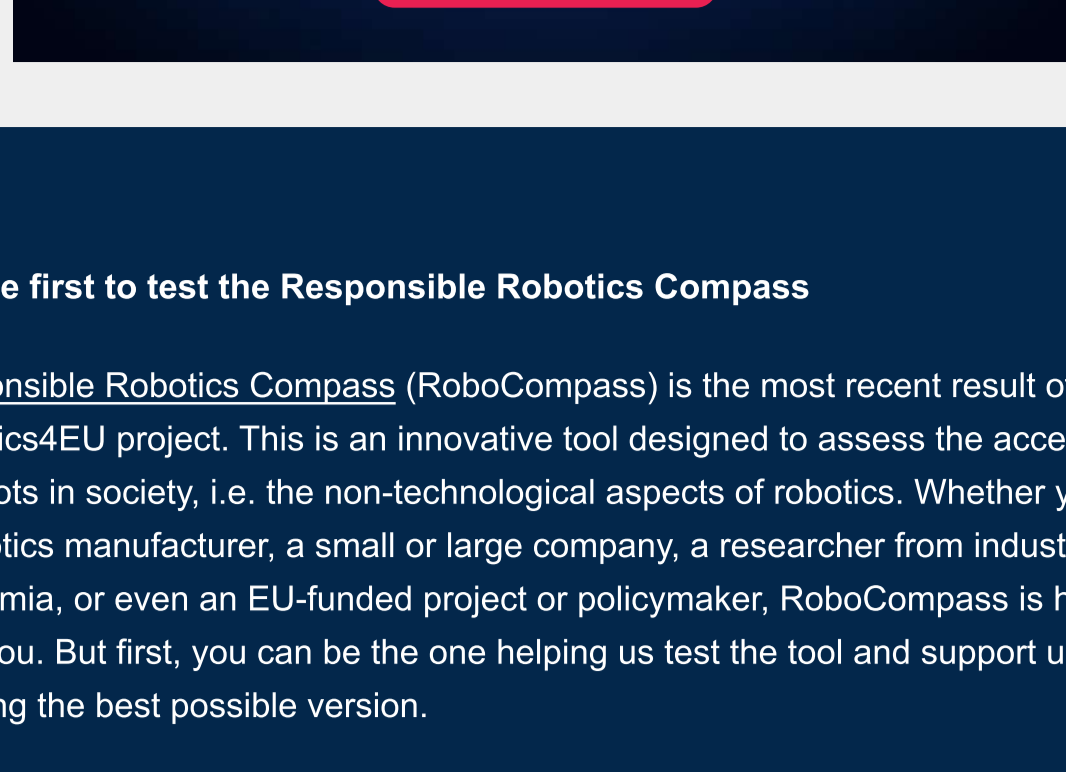 e first to test the Responsible Robotics Compass
onsible Robotics Compass (RoboCompass) is the most recent result o
ics4EU project. This is an innovative tool designed to assess the acce
ots in society, i.e. the non-technological aspects of robotics. Whether y
tics manufacturer, a small or large company, a researcher from indust
mia, or even an EU-funded project or policymaker, RoboCompass is h
ou. But first, you can be the one helping us test the tool and support u
ng the best possible version.